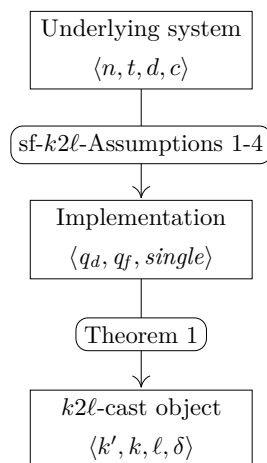 Underlying system
⟨n, t, d, c⟩
sf-k2ℓ-Assumptions 1-4
Implementation
⟨q_d, q_f, single⟩
Theorem 1
k2ℓ-cast object
⟨k′, k, ℓ, δ⟩